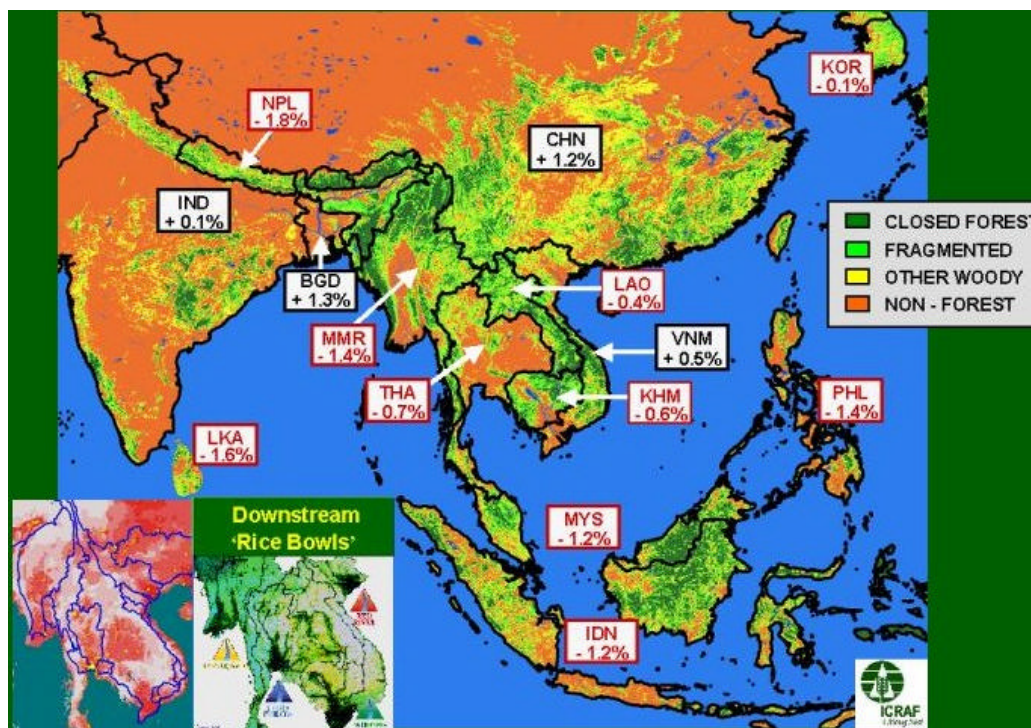 KOR
- 0.1%
NPL
- 1.8%
CHN
+ 1.2%
IND
+ 0.1%
CLOSED FORES
FRAGMENTED
OTHER WOODY
NON - FOREST
BGD
+ 1.3%
LAO
- 0.4%
MMR
- 1.4%
VNM
+ 0.5%
THA
- 0.7%
KHM
- 0.6%
PHL
- 1.4%
LKA
- 1.6%
Downstream
'Rice Bowls'
MYS
- 1.2%
IDN
- 1.2%
ICRAF